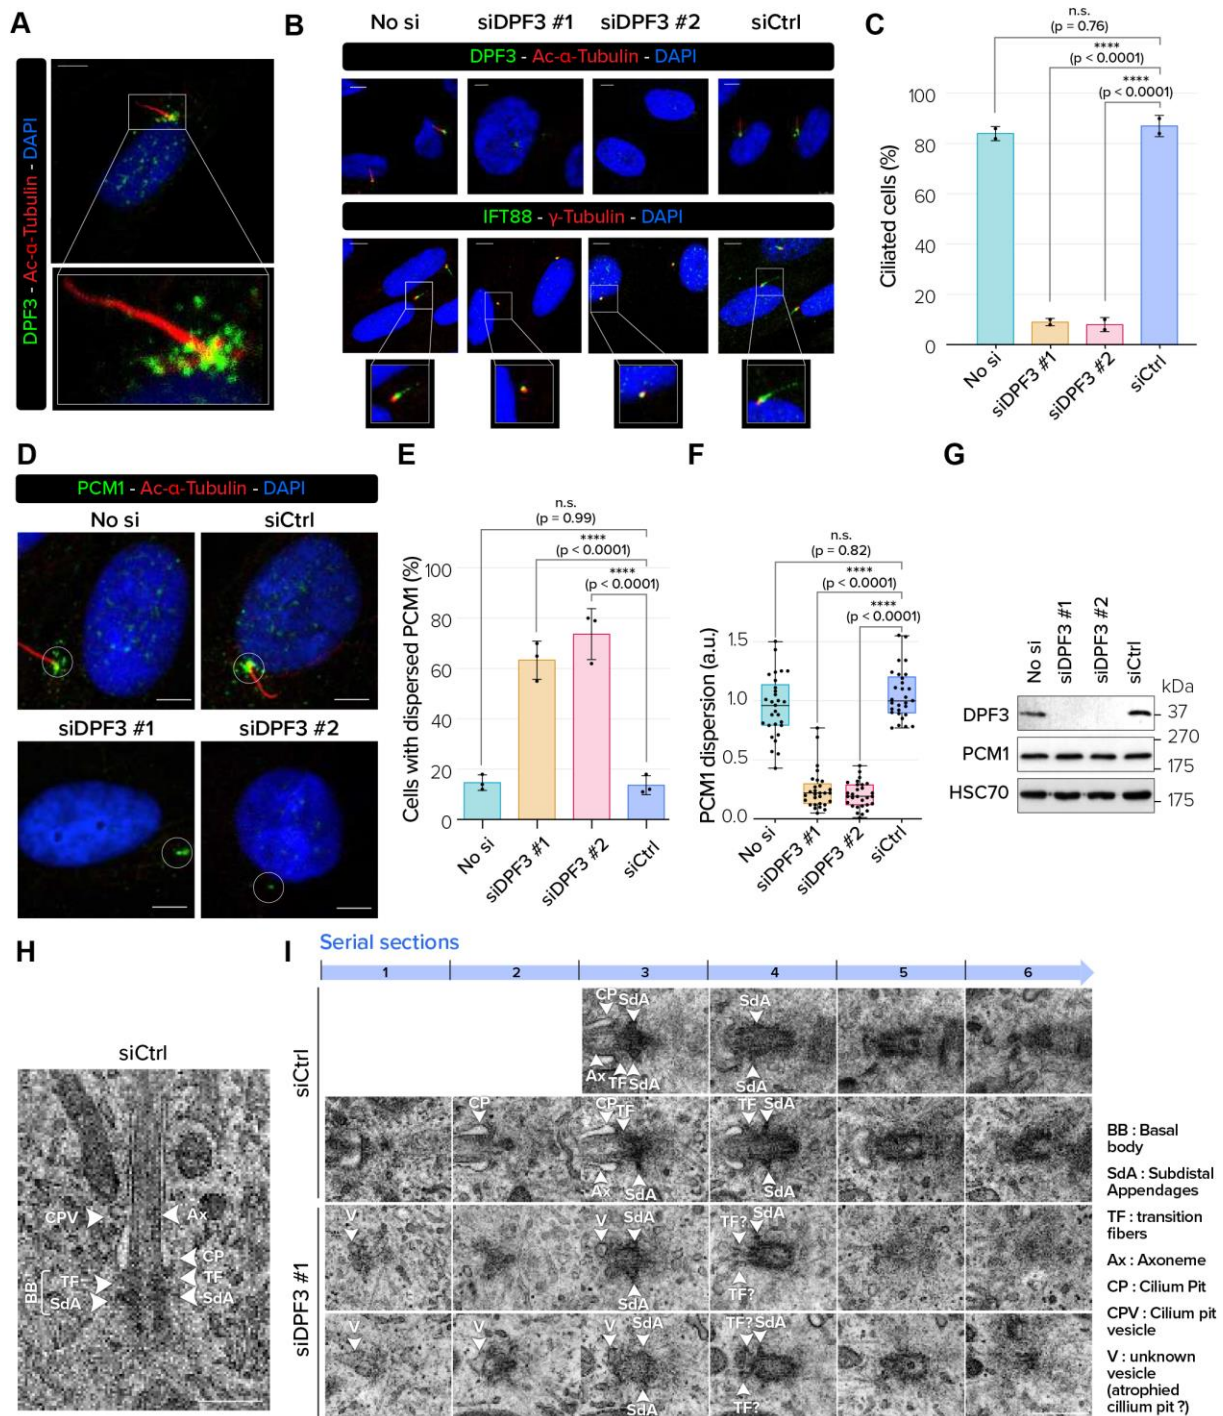 A
DPF3 - Ac-α-Tubulin - DAPI
B
No si siDPF3 #1 siDPF3 #2 siCtrl
DPF3 - Ac-α-Tubulin - DAPI
IFT88 - γ-Tubulin - DAPI
C
n.s.
(p = 0.76)
****
(p < 0.0001)
****
(p < 0.0001)
Ciliated cells (%)
100
80
60
40
20
0
No si
siDPF3 #1
siDPF3 #2
siCtrl
D
PCM1 - Ac-α-Tubulin - DAPI
No si siCtrl
siDPF3 #1 siDPF3 #2
E
n.s.
(p = 0.99)
****
(p < 0.0001)
****
(p < 0.0001)
Cells with dispersed PCM1 (%)
100
80
60
40
20
0
No si
siDPF3 #1
siDPF3 #2
siCtrl
F
n.s.
(p = 0.82)
****
(p < 0.0001)
****
(p < 0.0001)
PCM1 dispersion (a.u.)
1.5
1.0
0.5
0.0
No si
siDPF3 #1
siDPF3 #2
siCtrl
G
No si
siDPF3 #1
siDPF3 #2
siCtrl
kDa
DPF3 37
270
PCM1 175
HSC70 175
H
siCtrl
CPV Ax
CP
BB TF TF
SdA SdA
I
Serial sections
1 2 3 4 5 6
siCtrl
CP SdA SdA
Ax TF SdA SdA
CP CP TF TF SdA
Ax SdA SdA
siDPF3 #1
V V SdA TF? SdA
SdA TF?
V V V SdA TF? SdA
SdA TF?
BB : Basal
body
SdA : Subdistal
Appendages
TF : transition
fibers
Ax : Axoneme
CP : Cilium Pit
CPV : Cilium pit
vesicle
V : unknown
vesicle
(atrophied
cillium pit ?)